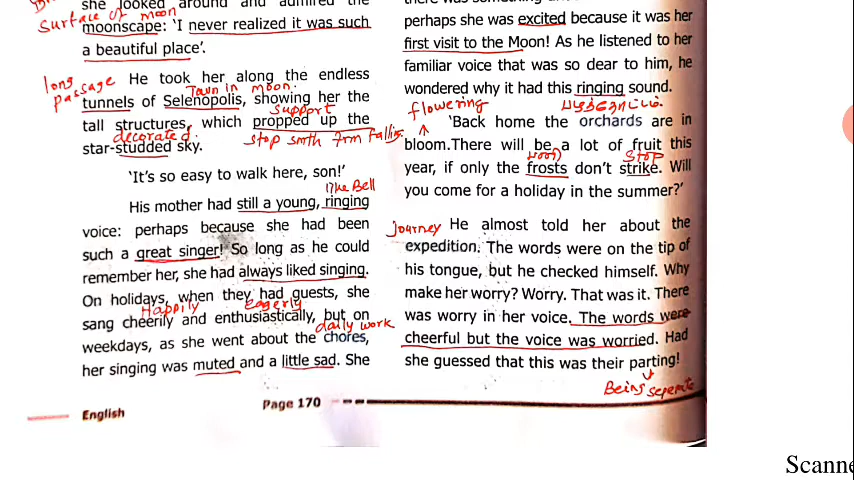 she looked around and admired the
surface of moon
moonscape: 'I never realized it was such
a beautiful place'.
long
passage
He took her along the endless
Town in moon.
tunnels of Selenopolis, showing her the
support
tall structures, which propped up the
decorated.
stop smth frm fallin
star-studded sky.
'It's so easy to walk here, son!'
like Bell
His mother had still a young, ringing
voice: perhaps because she had been
such a great singer! So long as he could
remember her, she had always liked singing.
On holidays, when they had guests, she
Happily
eagerly
sang cheerily and enthusiastically, but on
daily work
weekdays, as she went about the chores,
her singing was muted and a little sad. She
perhaps she was excited because it was her
first visit to the Moon! As he listened to her
familiar voice that was so dear to him, he
wondered why it had this ringing sound.
flowering
'Back home the orchards are in
bloom.There will be a lot of fruit this
stop
year, if only the frosts don't strike. Will
you come for a holiday in the summer?'
Journey
He almost told her about the
expedition. The words were on the tip of
his tongue, but he checked himself. Why
make her worry? Worry. That was it. There
was worry in her voice. The words were
cheerful but the voice was worried. Had
she guessed that this was their parting!
Being seperate
English
Page 170
Scanne